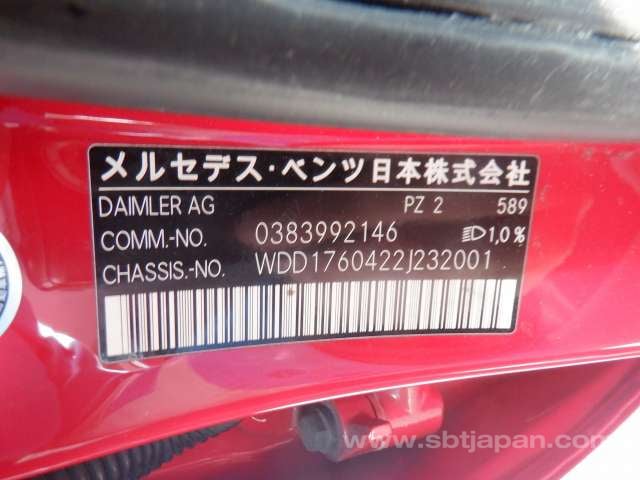 メルセデス・ベンツ日本株式会社
DAIMLER AG PZ 2 589
COMM.-NO. 0383992146 1,0%
CHASSIS.-NO. WDD1760422J232001
www.sbtjapan.com